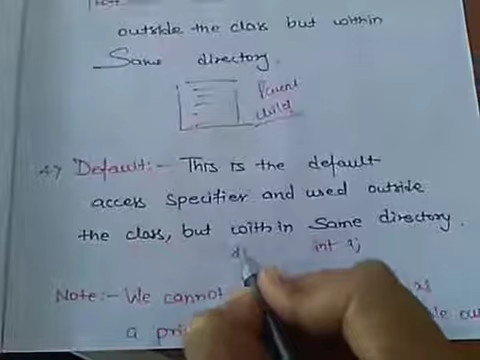 outside the class but within
Same directory.
Parent
child
4> Default:- This is the default
access specifier and used outside
the class, but with in Same directory.
int a;
Note:- We cannot as
a pri